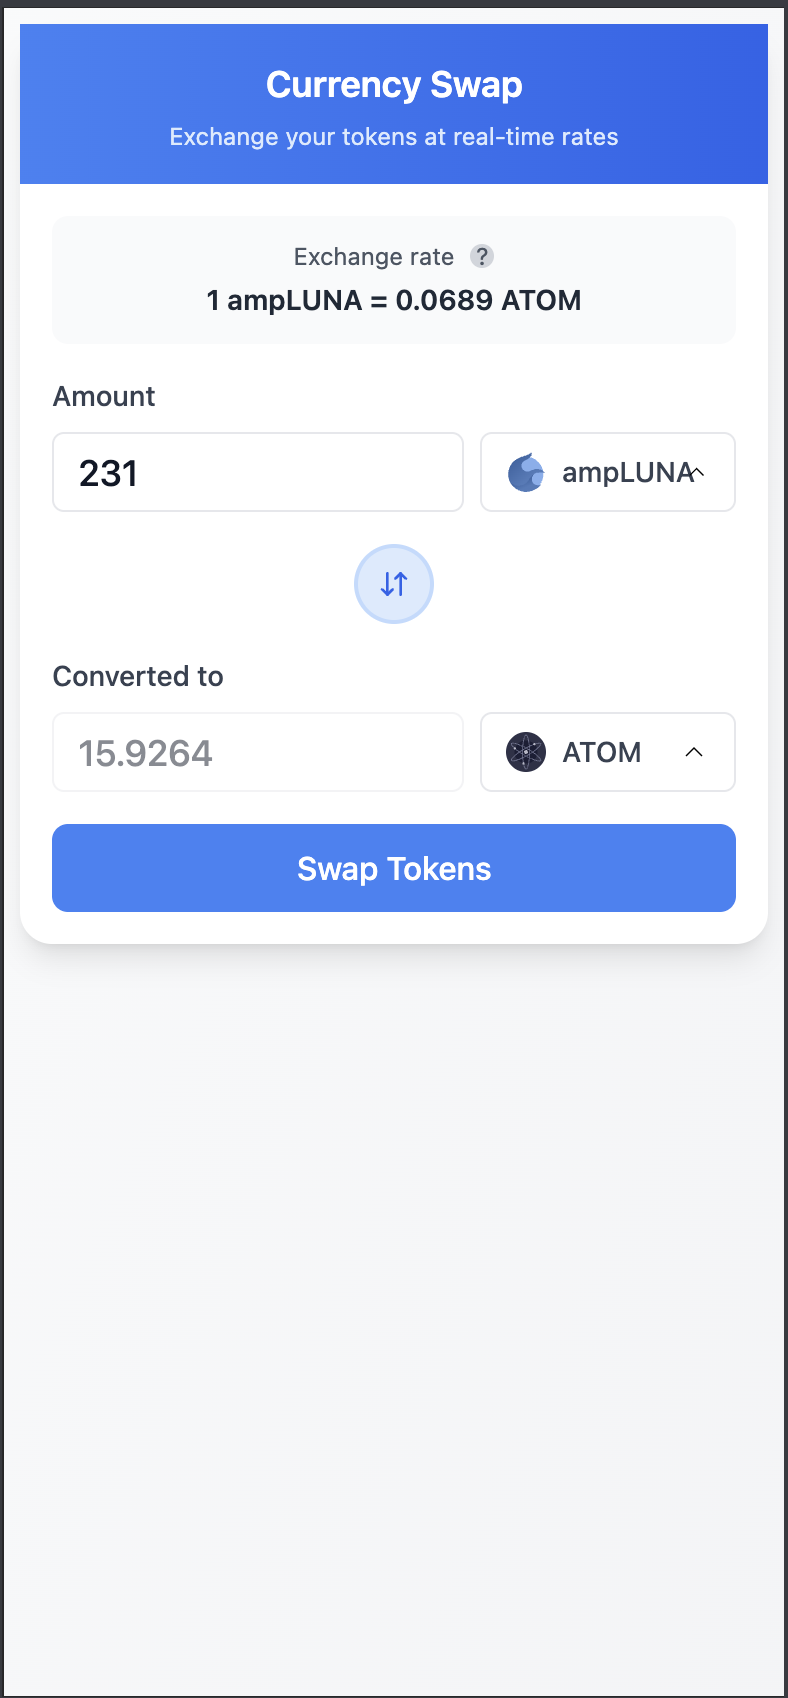 Currency Swap
Exchange your tokens at real-time rates
Exchange rate ?
1 ampLUNA = 0.0689 ATOM
Amount
231 ampLUNA
Converted to
15.9264 ATOM
Swap Tokens